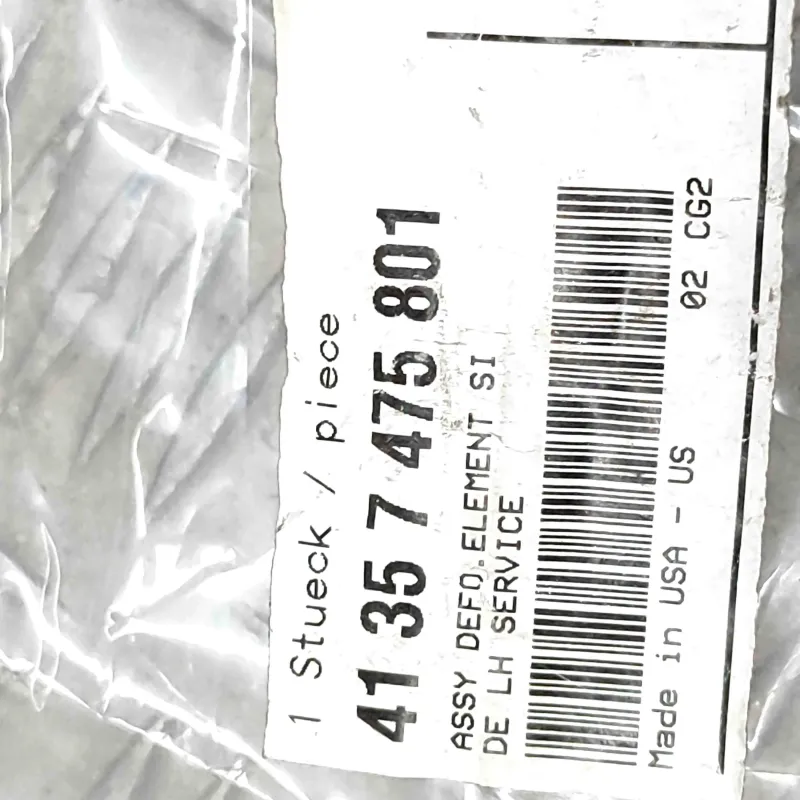 1 Stueck / piece
41 35 7 475 801
ASSY DEFO.ELEMENT SI
DE LH SERVICE
Made in USA - US 02 CG2